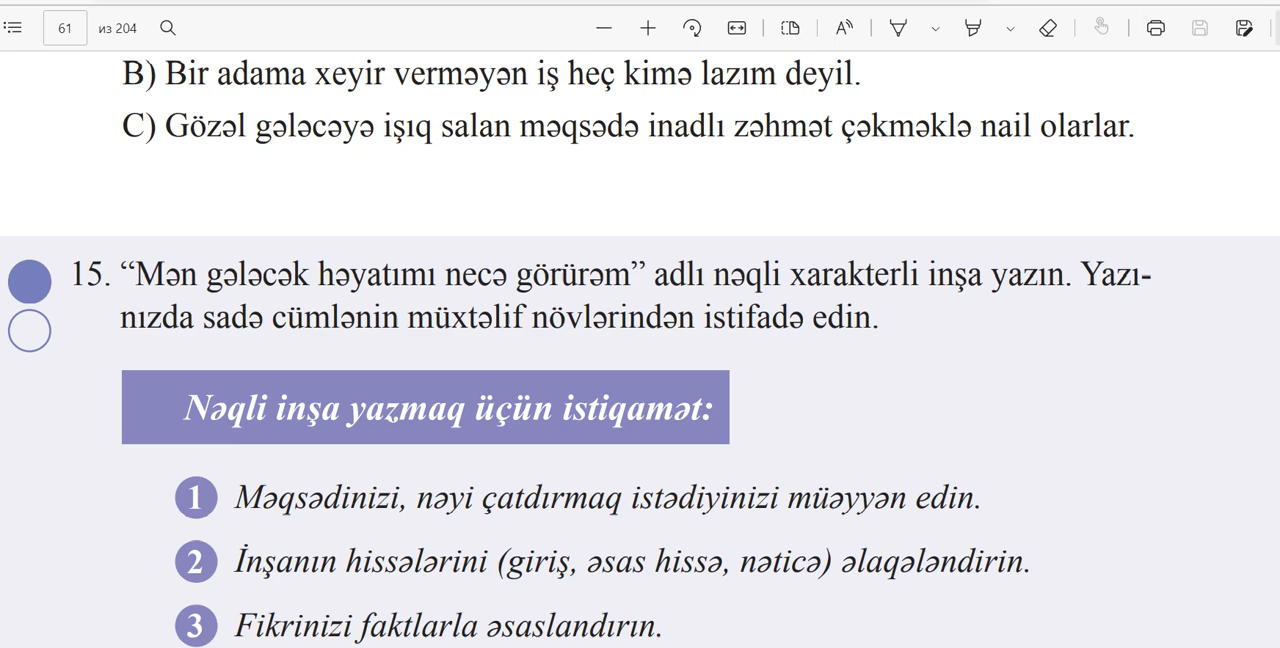 61 из 204
B) Bir adama xeyir verməyən iş heç kimə lazım deyil.
C) Gözəl gələcəyə işıq salan məqsədə inadlı zəhmət çəkməklə nail olarlar.
15. “Mən gələcək həyatımı necə görürəm” adlı nəqli xarakterli inşa yazın. Yazı-
nızda sadə cümlənin müxtəlif növlərindən istifadə edin.
Nəqli inşa yazmaq üçün istiqamət:
1 Məqsədinizi, nəyi çatdırmaq istədiyinizi müəyyən edin.
2 İnşanın hissələrini (giriş, əsas hissə, nəticə) əlaqələndirin.
3 Fikrinizi faktlarla əsaslandırın.